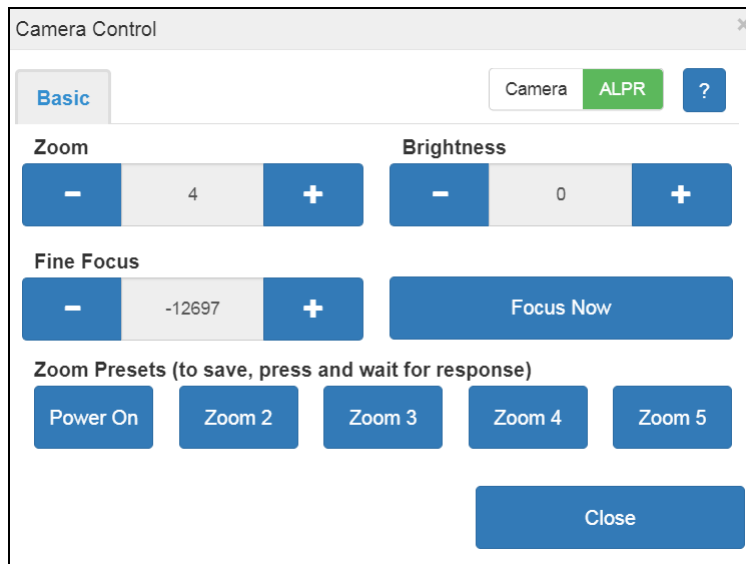 Camera Control ×
Basic Camera ALPR ?
Zoom Brightness
− 4 + − 0 +
Fine Focus
− -12697 + Focus Now
Zoom Presets (to save, press and wait for response)
Power On Zoom 2 Zoom 3 Zoom 4 Zoom 5
Close